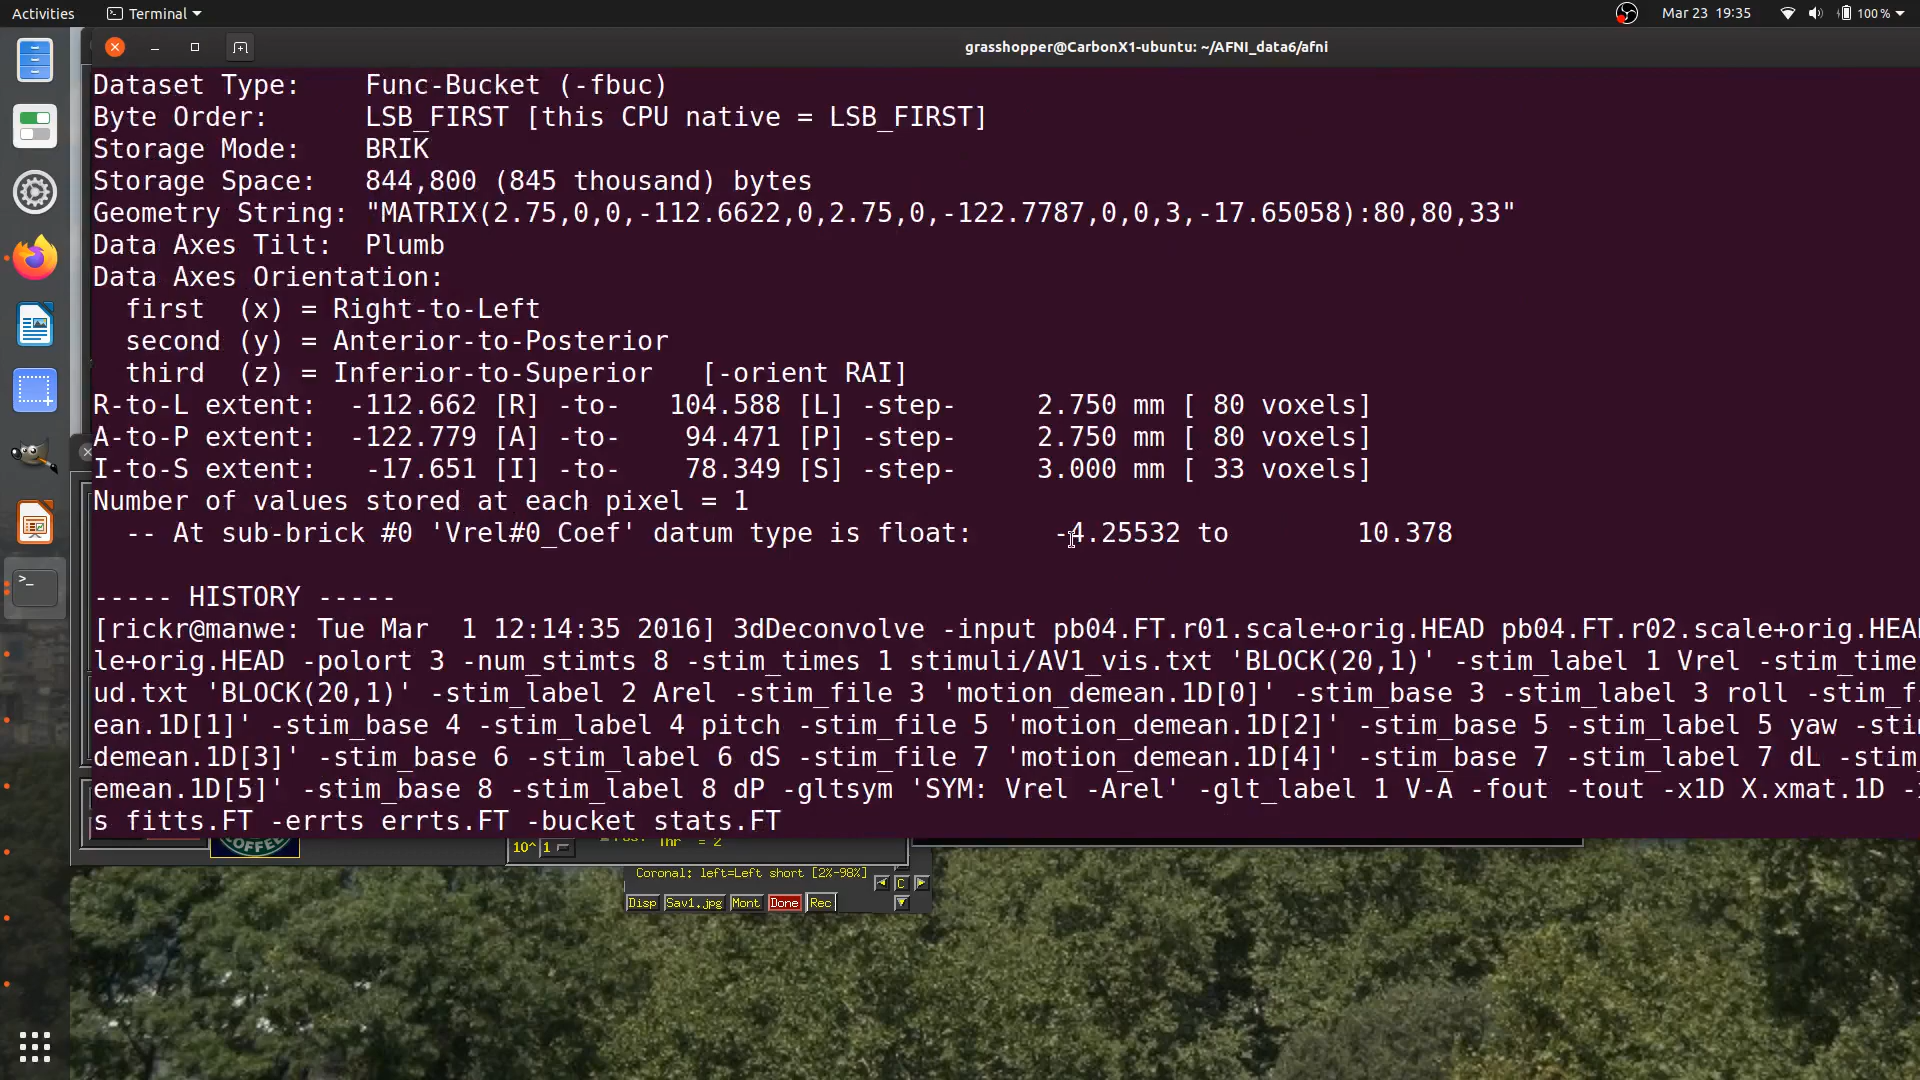 Activities
Terminal
Mar 23 19:35
100 %
grasshopper@CarbonX1-ubuntu: ~/AFNI_data6/afni
Dataset Type:    Func-Bucket (-fbuc)
Byte Order:      LSB_FIRST [this CPU native = LSB_FIRST]
Storage Mode:    BRIK
Storage Space:   844,800 (845 thousand) bytes
Geometry String: "MATRIX(2.75,0,0,-112.6622,0,2.75,0,-122.7787,0,0,3,-17.65058):80,80,33"
Data Axes Tilt:  Plumb
Data Axes Orientation:
  first  (x) = Right-to-Left
  second (y) = Anterior-to-Posterior
  third  (z) = Inferior-to-Superior   [-orient RAI]
R-to-L extent:  -112.662 [R] -to-   104.588 [L] -step-     2.750 mm [ 80 voxels]
A-to-P extent:  -122.779 [A] -to-    94.471 [P] -step-     2.750 mm [ 80 voxels]
I-to-S extent:   -17.651 [I] -to-    78.349 [S] -step-     3.000 mm [ 33 voxels]
Number of values stored at each pixel = 1
  -- At sub-brick #0 'Vrel#0_Coef' datum type is float:     -4.25532 to        10.378
----- HISTORY -----
[rickr@manwe: Tue Mar  1 12:14:35 2016] 3dDeconvolve -input pb04.FT.r01.scale+orig.HEAD pb04.FT.r02.scale+orig.HEA
le+orig.HEAD -polort 3 -num_stimts 8 -stim_times 1 stimuli/AV1_vis.txt 'BLOCK(20,1)' -stim_label 1 Vrel -stim_time
ud.txt 'BLOCK(20,1)' -stim_label 2 Arel -stim_file 3 'motion_demean.1D[0]' -stim_base 3 -stim_label 3 roll -stim_f
ean.1D[1]' -stim_base 4 -stim_label 4 pitch -stim_file 5 'motion_demean.1D[2]' -stim_base 5 -stim_label 5 yaw -sti
demean.1D[3]' -stim_base 6 -stim_label 6 dS -stim_file 7 'motion_demean.1D[4]' -stim_base 7 -stim_label 7 dL -stim
emean.1D[5]' -stim_base 8 -stim_label 8 dP -gltsym 'SYM: Vrel -Arel' -glt_label 1 V-A -fout -tout -x1D X.xmat.1D -
s fitts.FT -errts errts.FT -bucket stats.FT
COFFEE
10^ 1
Thr = 2
Coronal: left=Left short [2%-98%]
C
Disp Sav1.jpg Mont Done Rec